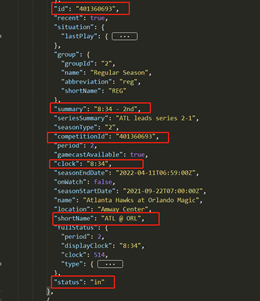 "id": "401360693",
"recent": true,
"situation": {
"lastPlay": { ...
},
"group": {
"groupId": "2",
"name": "Regular Season",
"abbreviation": "reg",
"shortName": "REG"
},
"summary": "8:34 - 2nd",
"seriesSummary": "ATL leads series 2-1",
"seasonType": "2",
"competitionId": "401360693",
"period": 2,
"gamecastAvailable": true,
"clock": "8:34",
"seasonEndDate": "2022-04-11T06:59:00Z",
"onWatch": false,
"seasonStartDate": "2021-09-22T07:00:00Z",
"name": "Atlanta Hawks at Orlando Magic",
"location": "Amway Center",
"shortName": "ATL @ ORL",
"fullStatus": {
"period": 2,
"displayClock": "8:34",
"clock": 514,
"type": { ...
},
"status": "in"